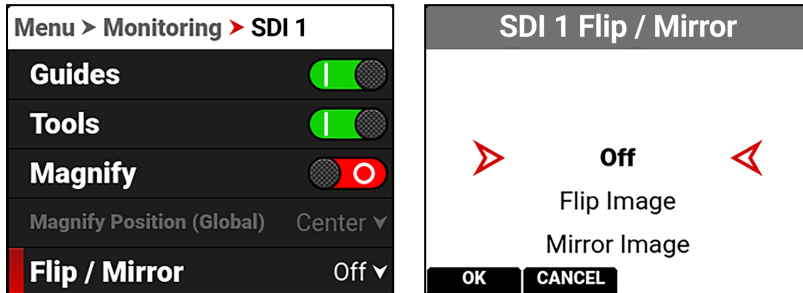 Menu > Monitoring > SDI 1
Guides
Tools
Magnify
Magnify Position (Global) Center
Flip / Mirror Off
SDI 1 Flip / Mirror
Off
Flip Image
Mirror Image
OK CANCEL